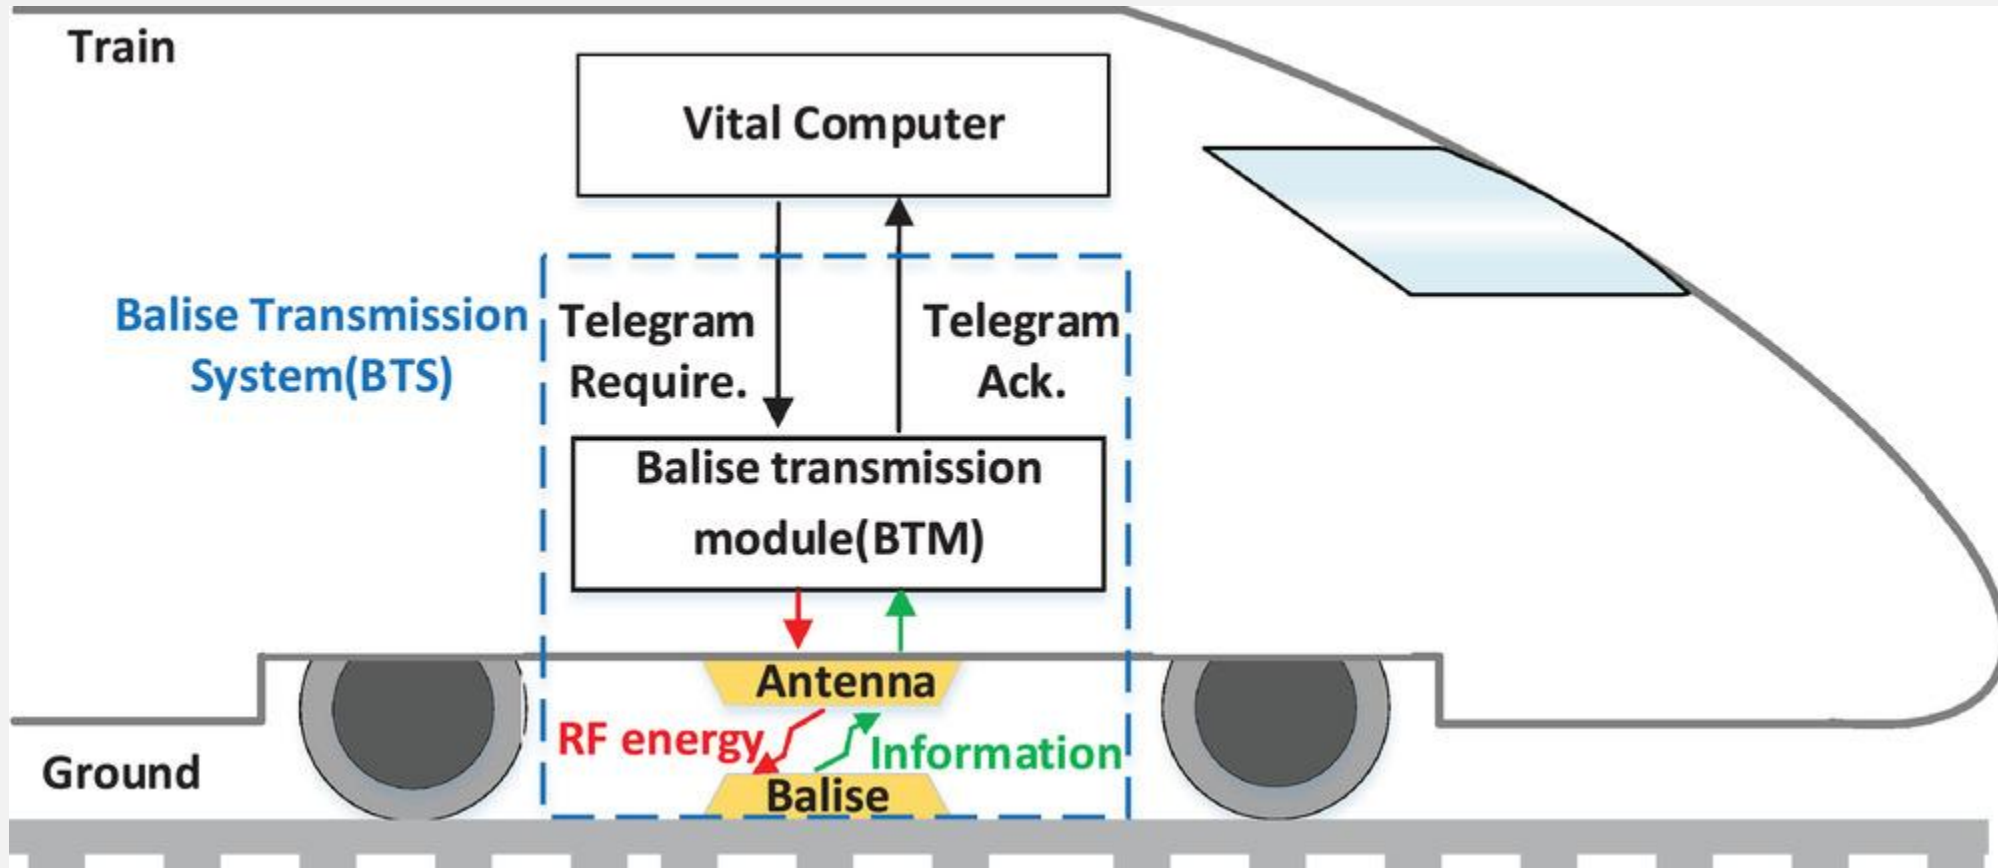 Train
Vital Computer
Balise Transmission
System(BTS)
Telegram
Require.
Telegram
Ack.
Balise transmission
module(BTM)
Antenna
RF energy
Information
Ground
Balise